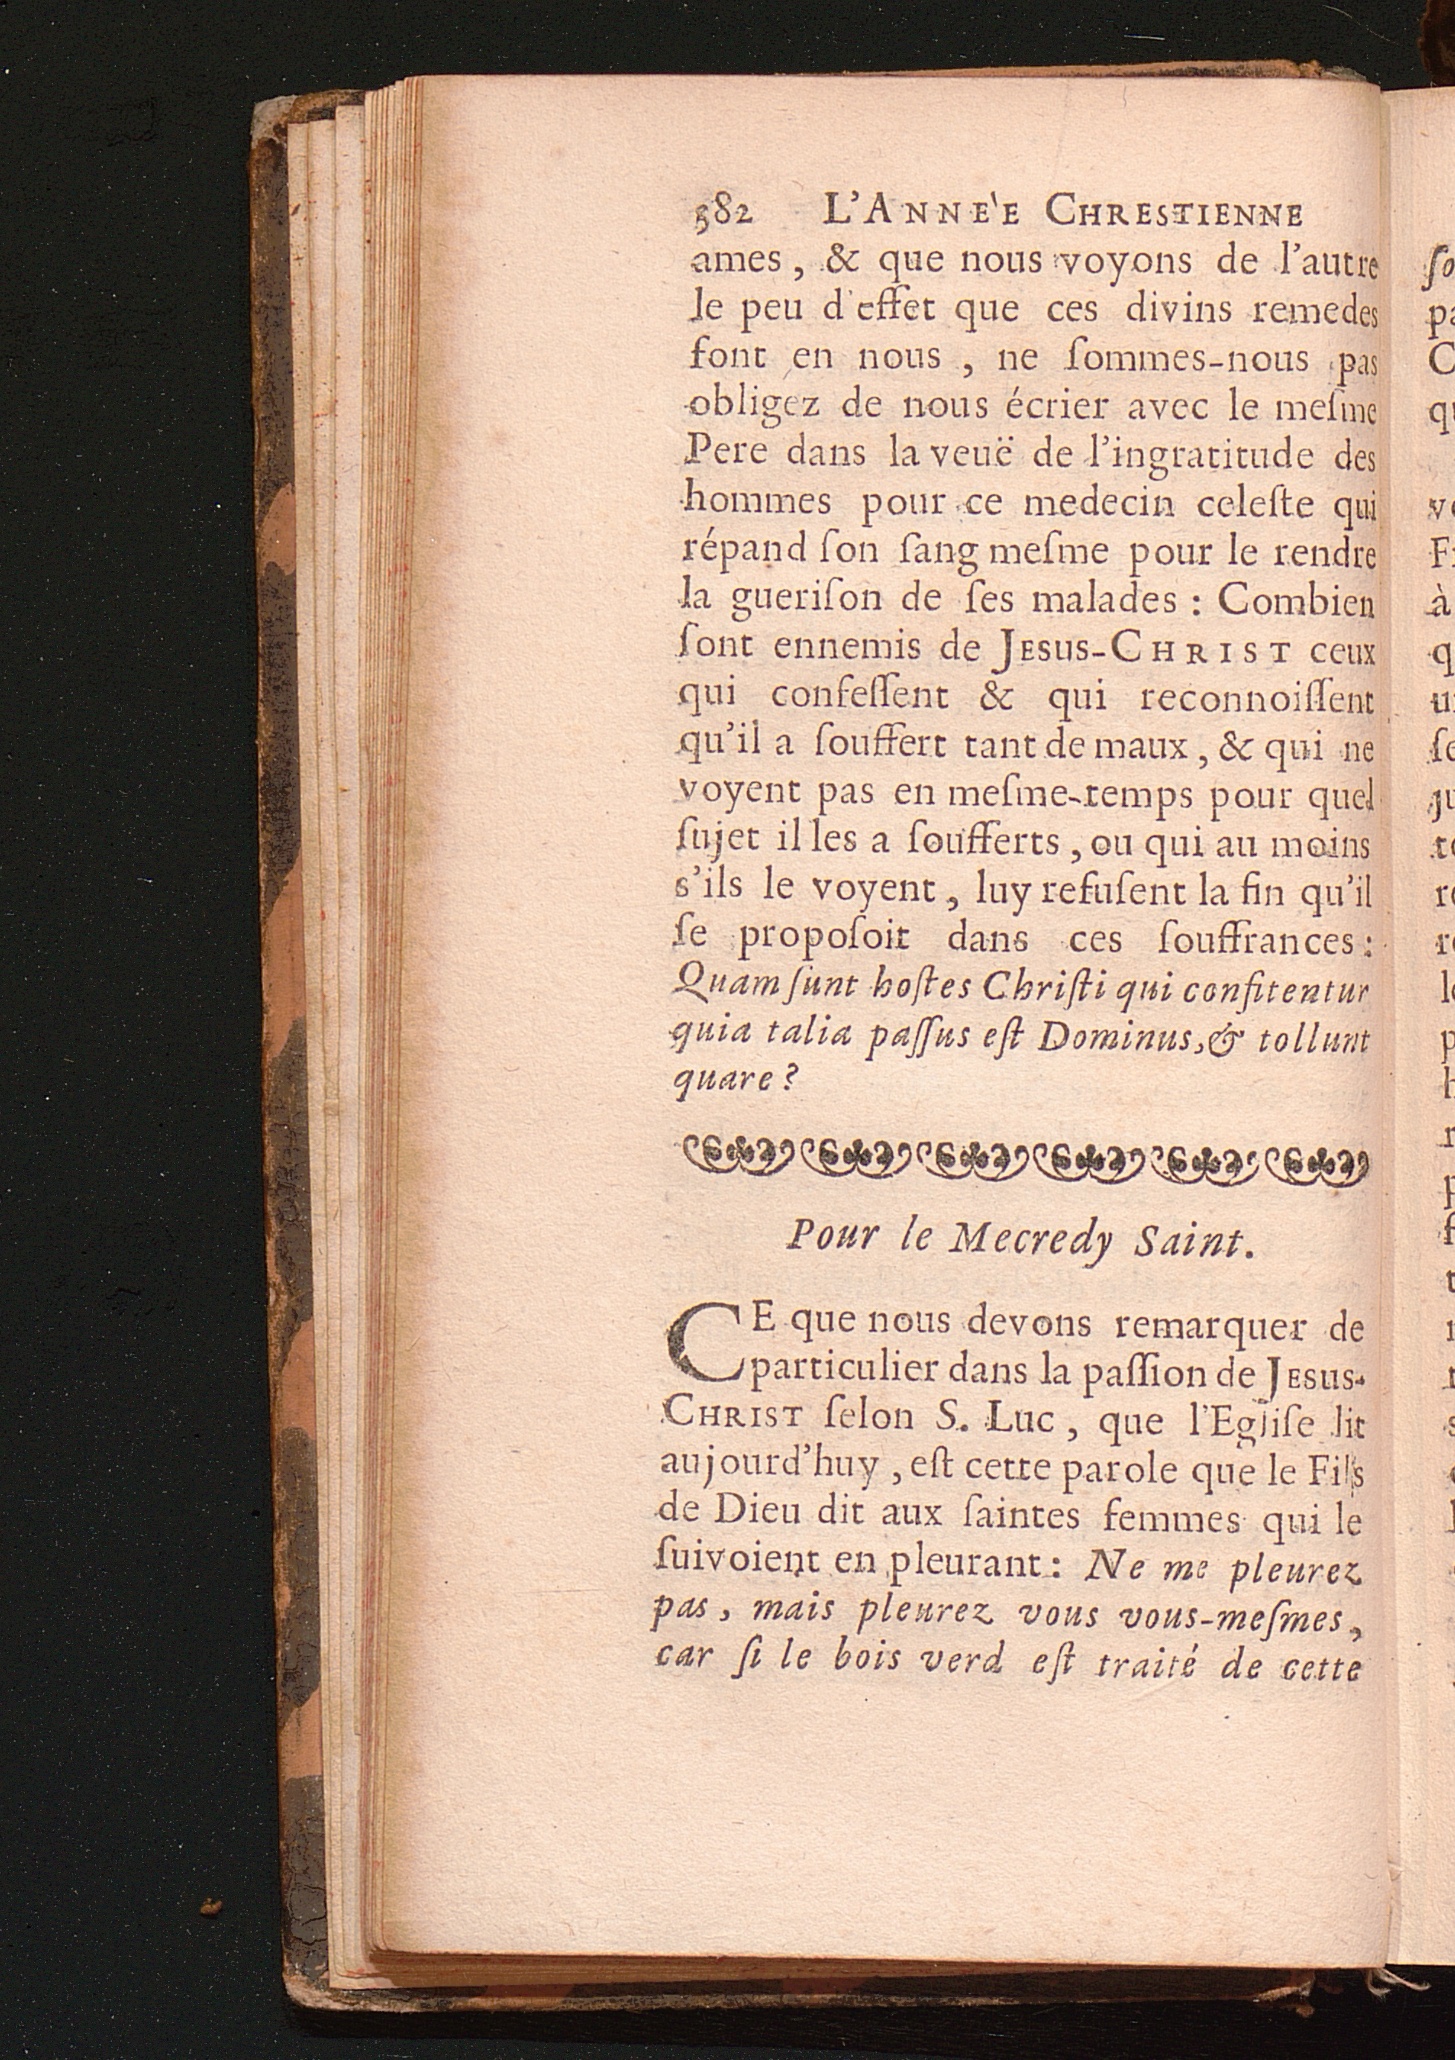 382 L'ANNE'E CHRESTIENNE
ames, & que nous voyons de l'autre
le peu d'effet que ces divins remedes
font en nous, ne ſommes-nous pas
obligez de nous écrier avec le meſme
Pere dans la veuë de l'ingratitude des
hommes pour ce medecin celeſte qui
répand ſon ſang meſme pour le rendre
la gueriſon de ſes malades : Combien
ſont ennemis de JESUS-CHRIST ceux
qui confeſſent & qui reconnoiſſent
qu'il a ſouffert tant de maux, & qui ne
voyent pas en meſme-temps pour quel
ſujet il les a ſoufferts, ou qui au moins
s'ils le voyent, luy refuſent la fin qu'il
ſe propoſoit dans ces ſouffrances :
Quam ſunt hoſtes Chriſti qui confitentur
quia talia paſſus eſt Dominus, & tollunt
quare ?
Pour le Mecredy Saint.
CE que nous devons remarquer de
particulier dans la paſſion de JESUS-
CHRIST ſelon S. Luc, que l'Egliſe lit
aujourd'huy, eſt cette parole que le Fils
de Dieu dit aux ſaintes femmes qui le
ſuivoient en pleurant : Ne me pleurez
pas, mais pleurez vous vous-meſmes,
car ſi le bois verd eſt traité de cette